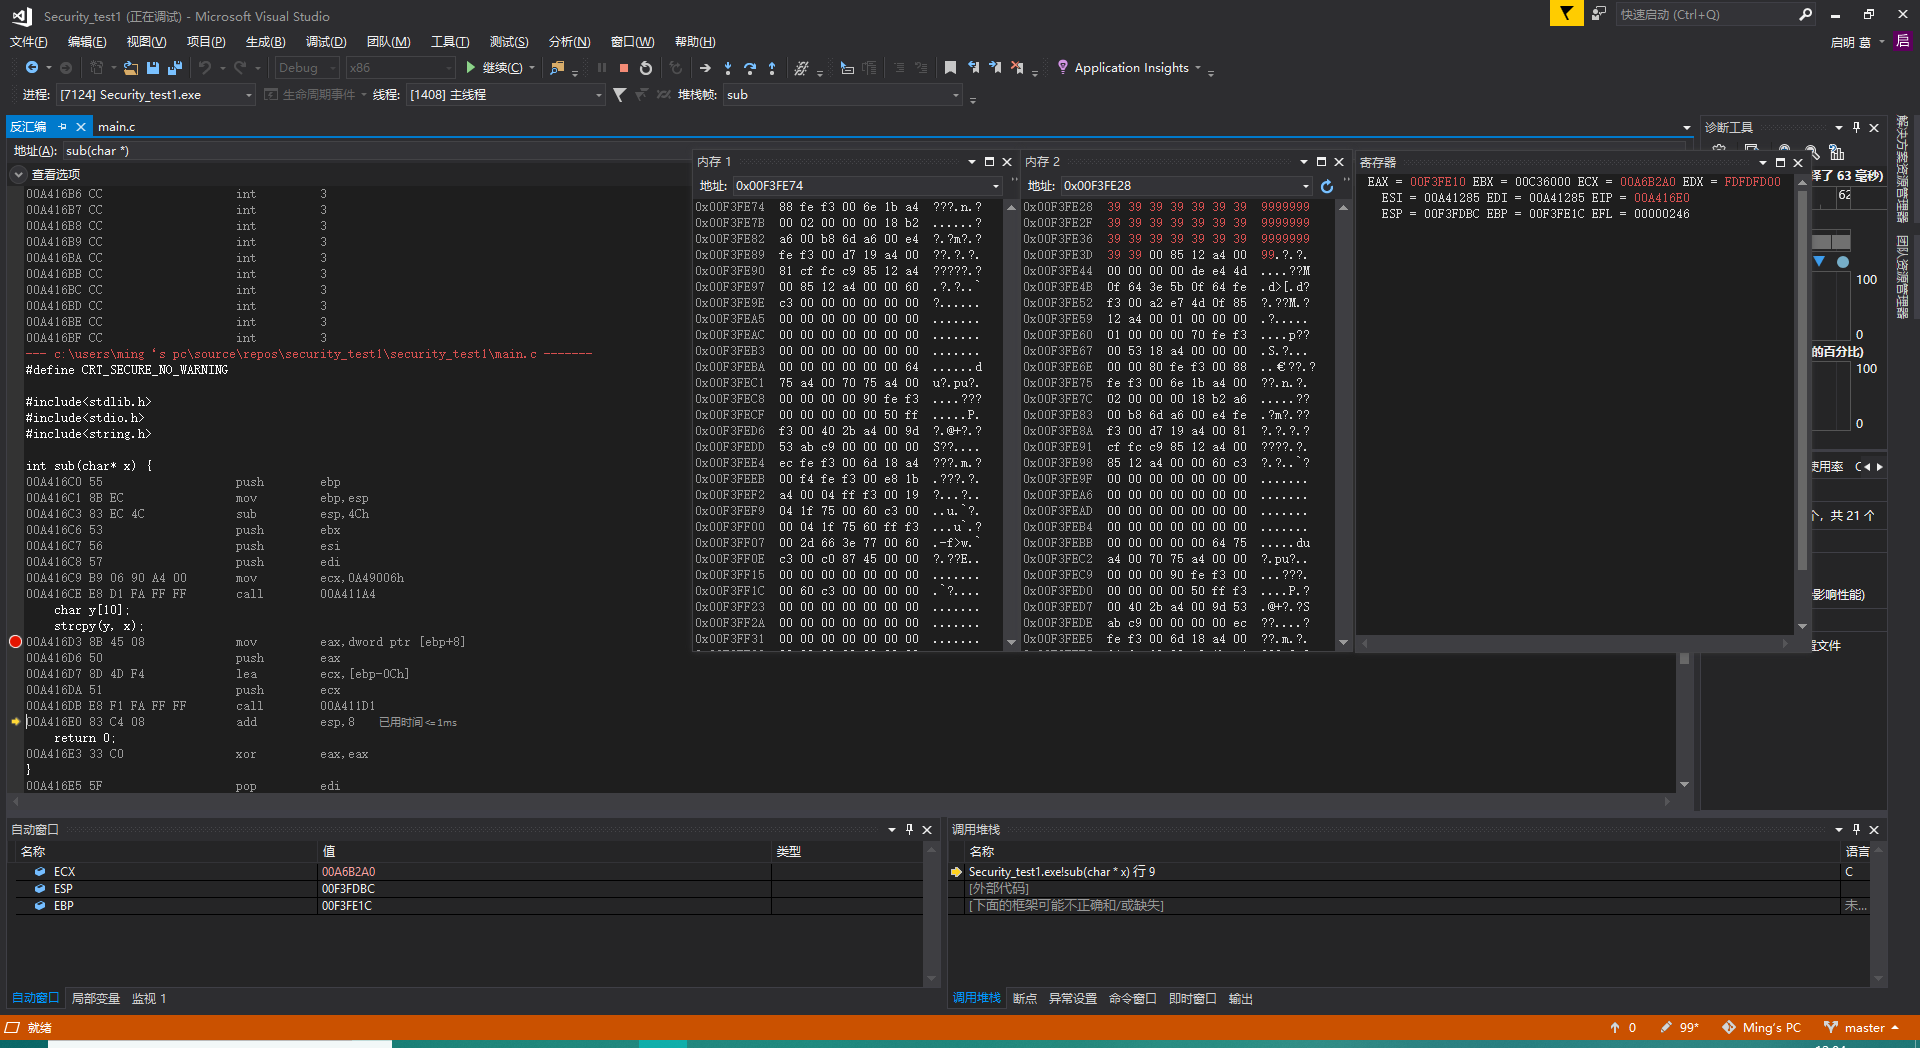 Security_test1 (正在调试) - Microsoft Visual Studio
快速启动 (Ctrl+Q)
文件(F) 编辑(E) 视图(V) 项目(P) 生成(B) 调试(D) 团队(M) 工具(T) 测试(S) 分析(N) 窗口(W) 帮助(H)
启明 葛 启
Debug x86 继续(C) Application Insights
进程: [7124] Security_test1.exe 生命周期事件 线程: [1408] 主线程 堆栈帧: sub
反汇编 main.c
地址(A): sub(char *)
查看选项
00A416B6 CC int 3
00A416B7 CC int 3
00A416B8 CC int 3
00A416B9 CC int 3
00A416BA CC int 3
00A416BB CC int 3
00A416BC CC int 3
00A416BD CC int 3
00A416BE CC int 3
00A416BF CC int 3
--- c:\users\ming‘s pc\source\repos\security_test1\security_test1\main.c -------
#define CRT_SECURE_NO_WARNING
#include<stdlib.h>
#include<stdio.h>
#include<string.h>
int sub(char* x) {
00A416C0 55 push ebp
00A416C1 8B EC mov ebp,esp
00A416C3 83 EC 4C sub esp,4Ch
00A416C6 53 push ebx
00A416C7 56 push esi
00A416C8 57 push edi
00A416C9 B9 06 90 A4 00 mov ecx,0A49006h
00A416CE E8 D1 FA FF FF call 00A411A4
char y[10];
strcpy(y, x);
00A416D3 8B 45 08 mov eax,dword ptr [ebp+8]
00A416D6 50 push eax
00A416D7 8D 4D F4 lea ecx,[ebp-0Ch]
00A416DA 51 push ecx
00A416DB E8 F1 FA FF FF call 00A411D1
00A416E0 83 C4 08 add esp,8 已用时间<=1ms
return 0;
00A416E3 33 C0 xor eax,eax
}
00A416E5 5F pop edi
内存 1
地址: 0x00F3FE74
0x00F3FE74 88 fe f3 00 6e 1b a4 ???.n.?
0x00F3FE7B 00 02 00 00 00 18 b2 ......?
0x00F3FE82 a6 00 b8 6d a6 00 e4 ?.?m?.?
0x00F3FE89 fe f3 00 d7 19 a4 00 ??.?.?.
0x00F3FE90 81 cf fc c9 85 12 a4 ?????.?
0x00F3FE97 00 85 12 a4 00 00 60 .?.?..`
0x00F3FE9E c3 00 00 00 00 00 00 ?......
0x00F3FEA5 00 00 00 00 00 00 00 .......
0x00F3FEAC 00 00 00 00 00 00 00 .......
0x00F3FEB3 00 00 00 00 00 00 00 .......
0x00F3FEBA 00 00 00 00 00 00 64 ......d
0x00F3FEC1 75 a4 00 70 75 a4 00 u?.pu?.
0x00F3FEC8 00 00 00 00 90 fe f3 ....???
0x00F3FECF 00 00 00 00 00 50 ff .....P.
0x00F3FED6 f3 00 40 2b a4 00 9d ?.@+?.?
0x00F3FEDD 53 ab c9 00 00 00 00 S??....
0x00F3FEE4 ec fe f3 00 6d 18 a4 ???.m.?
0x00F3FEEB 00 f4 fe f3 00 e8 1b .???.?.
0x00F3FEF2 a4 00 04 ff f3 00 19 ?...?..
0x00F3FEF9 04 1f 75 00 60 c3 00 ..u.`?.
0x00F3FF00 00 04 1f 75 60 ff f3 ...u`.?
0x00F3FF07 00 2d 66 3e 77 00 60 .-f>w.`
0x00F3FF0E c3 00 c0 87 45 00 00 ?.??E..
0x00F3FF15 00 00 00 00 00 00 00 .......
0x00F3FF1C 00 60 c3 00 00 00 00 .`?....
0x00F3FF23 00 00 00 00 00 00 00 .......
0x00F3FF2A 00 00 00 00 00 00 00 .......
0x00F3FF31 00 00 00 00 00 00 00 .......
内存 2
地址: 0x00F3FE28
0x00F3FE28 39 39 39 39 39 39 39 9999999
0x00F3FE2F 39 39 39 39 39 39 39 9999999
0x00F3FE36 39 39 39 39 39 39 39 9999999
0x00F3FE3D 39 39 00 85 12 a4 00 99.?.?.
0x00F3FE44 00 00 00 00 de e4 4d ....??M
0x00F3FE4B 0f 64 3e 5b 0f 64 fe .d>[.d?
0x00F3FE52 f3 00 a2 e7 4d 0f 85 ?.??M.?
0x00F3FE59 12 a4 00 01 00 00 00 .?.....
0x00F3FE60 01 00 00 00 70 fe f3 ....p??
0x00F3FE67 00 53 18 a4 00 00 00 .S.?...
0x00F3FE6E 00 00 80 fe f3 00 88 ..€??.?
0x00F3FE75 fe f3 00 6e 1b a4 00 ??.n.?.
0x00F3FE7C 02 00 00 00 18 b2 a6 .....??
0x00F3FE83 00 b8 6d a6 00 e4 fe .?m?.??
0x00F3FE8A f3 00 d7 19 a4 00 81 ?.?.?.?
0x00F3FE91 cf fc c9 85 12 a4 00 ????.?.
0x00F3FE98 85 12 a4 00 00 60 c3 ?.?..`?
0x00F3FE9F 00 00 00 00 00 00 00 .......
0x00F3FEA6 00 00 00 00 00 00 00 .......
0x00F3FEAD 00 00 00 00 00 00 00 .......
0x00F3FEB4 00 00 00 00 00 00 00 .......
0x00F3FEBB 00 00 00 00 00 64 75 .....du
0x00F3FEC2 a4 00 70 75 a4 00 00 ?.pu?..
0x00F3FEC9 00 00 00 90 fe f3 00 ...???.
0x00F3FED0 00 00 00 00 50 ff f3 ....P.?
0x00F3FED7 00 40 2b a4 00 9d 53 .@+?.?S
0x00F3FEDE ab c9 00 00 00 00 ec ??....?
0x00F3FEE5 fe f3 00 6d 18 a4 00 ??.m.?.
寄存器
EAX = 00F3FE10 EBX = 00C36000 ECX = 00A6B2A0 EDX = FDFDFD00
ESI = 00A41285 EDI = 00A41285 EIP = 00A416E0
ESP = 00F3FDBC EBP = 00F3FE1C EFL = 00000246
诊断工具
择了 63 毫秒)
62
100
0
的百分比)
100
0
使用率
个，共 21 个
影响性能)
置文件
解决方案资源管理器
团队资源管理器
自动窗口
名称 值 类型
ECX 00A6B2A0
ESP 00F3FDBC
EBP 00F3FE1C
自动窗口 局部变量 监视 1
调用堆栈
名称 语言
Security_test1.exe!sub(char * x) 行 9 C
[外部代码]
[下面的框架可能不正确和/或缺失] 未...
调用堆栈 断点 异常设置 命令窗口 即时窗口 输出
就绪 0 99* Ming's PC master